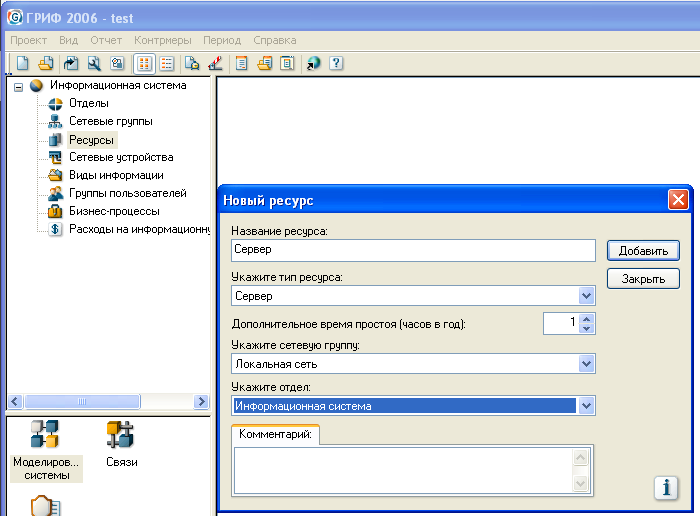 ГРИФ 2006 - test
Проект Вид Отчет Контрмеры Период Справка
Информационная система
Отделы
Сетевые группы
Ресурсы
Сетевые устройства
Виды информации
Группы пользователей
Бизнес-процессы
Расходы на информационну
Новый ресурс
Название ресурса:
Сервер
Добавить
Укажите тип ресурса:
Закрыть
Сервер
Дополнительное время простоя (часов в год):
1
Укажите сетевую группу:
Локальная сеть
Укажите отдел:
Информационная система
Комментарий:
Моделиров...
системы
Связи